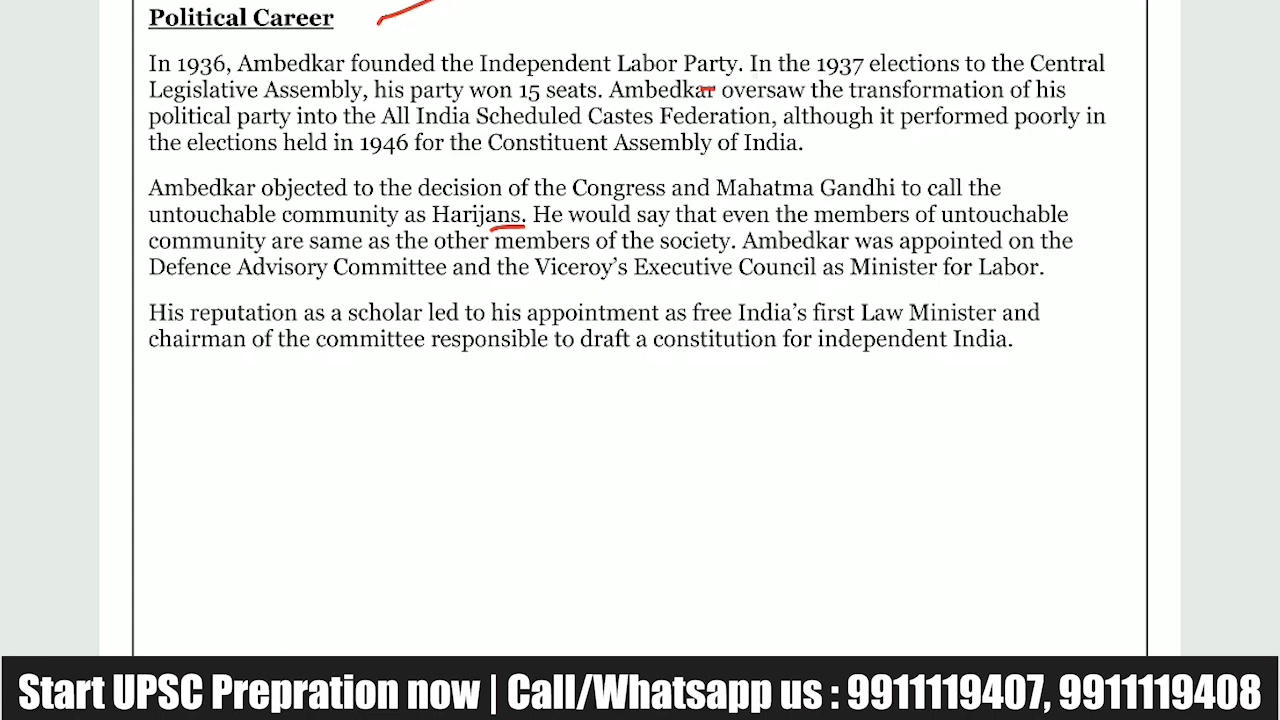 Political Career
In 1936, Ambedkar founded the Independent Labor Party. In the 1937 elections to the Central
Legislative Assembly, his party won 15 seats. Ambedkar oversaw the transformation of his
political party into the All India Scheduled Castes Federation, although it performed poorly in
the elections held in 1946 for the Constituent Assembly of India.
Ambedkar objected to the decision of the Congress and Mahatma Gandhi to call the
untouchable community as Harijans. He would say that even the members of untouchable
community are same as the other members of the society. Ambedkar was appointed on the
Defence Advisory Committee and the Viceroy’s Executive Council as Minister for Labor.
His reputation as a scholar led to his appointment as free India’s first Law Minister and
chairman of the committee responsible to draft a constitution for independent India.
Start UPSC Prepration now | Call/Whatsapp us : 9911119407, 9911119408